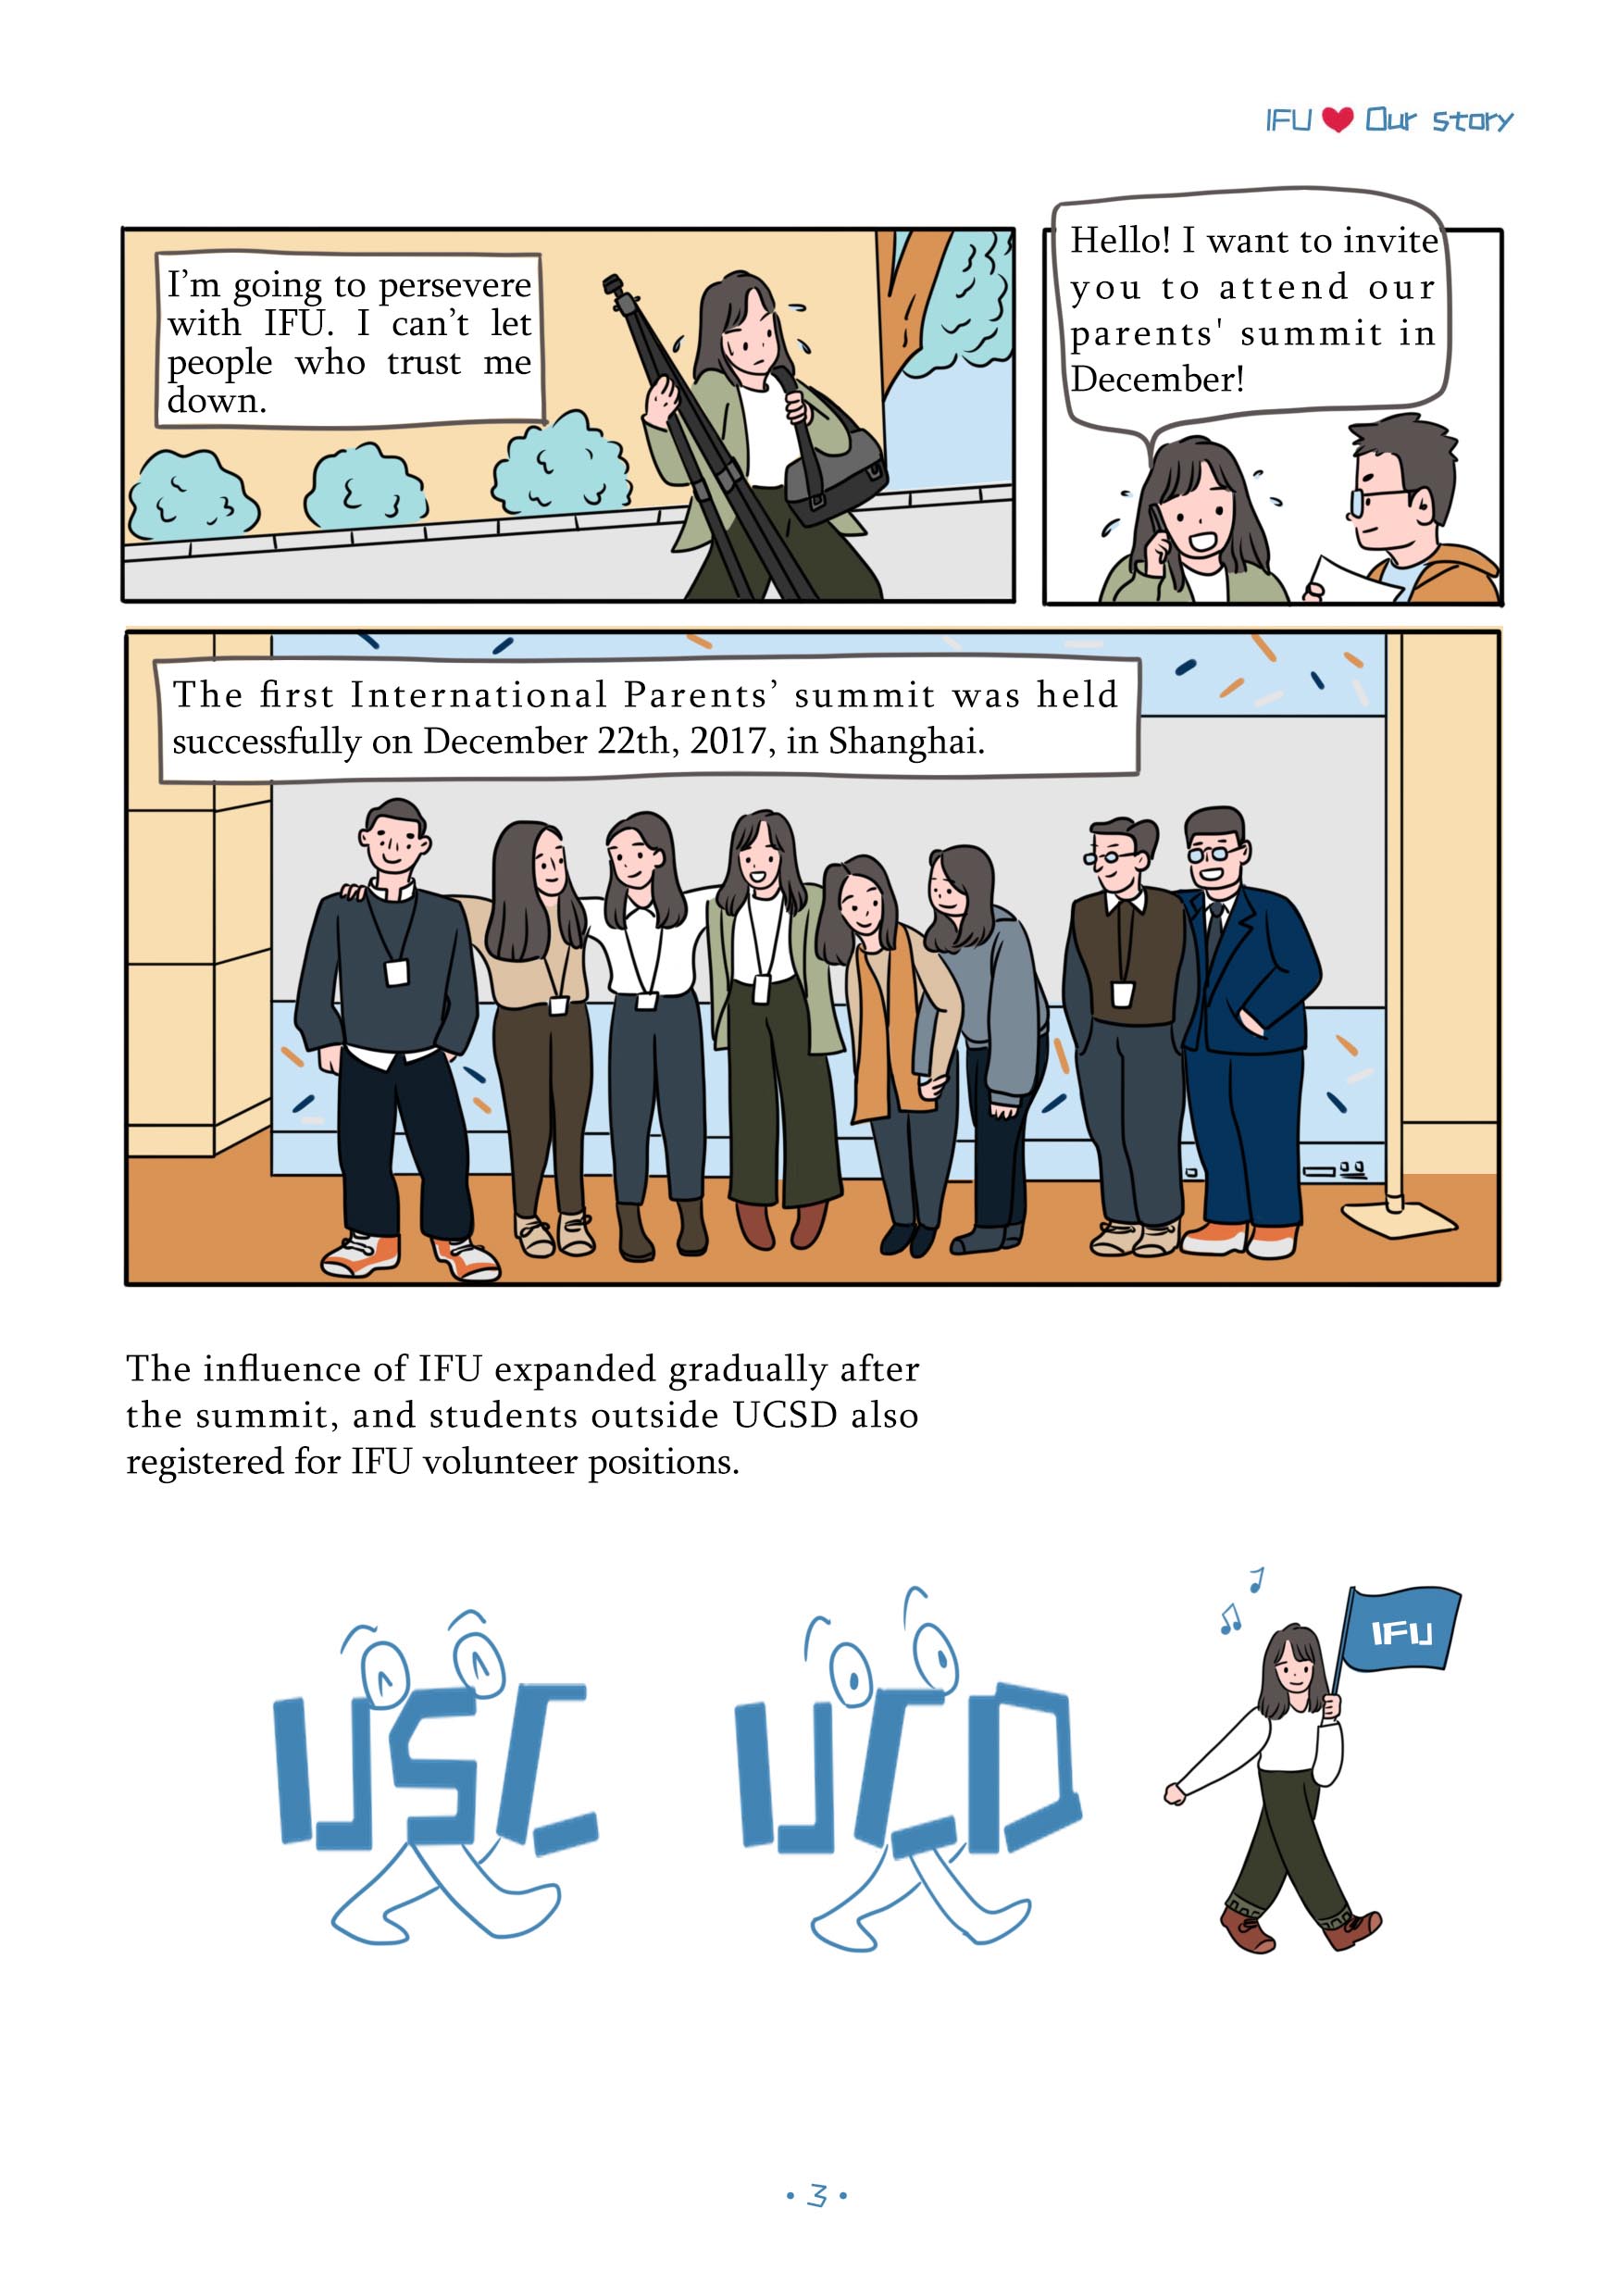 IFU ❤ Our story
I'm going to persevere
with IFU. I can't let
people who trust me
down.
Hello! I want to invite
you to attend our
parents' summit in
December!
The first International Parents' summit was held
successfully on December 22th, 2017, in Shanghai.
The influence of IFU expanded gradually after
the summit, and students outside UCSD also
registered for IFU volunteer positions.
USC
UCD
IFU
• 3 •